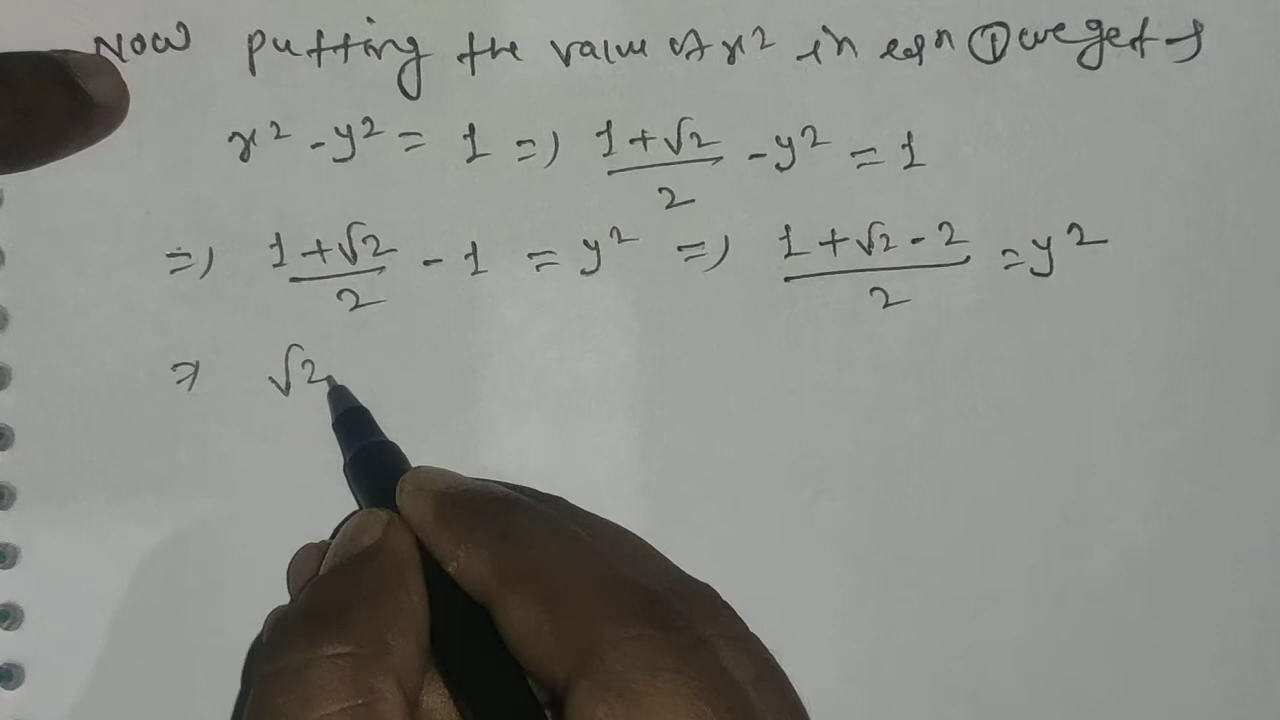 Now putting the value of x² in eqn ① we get -
x² - y² = 1 => (1+√2)/2 - y² = 1
=> (1+√2)/2 - 1 = y² => (1+√2-2)/2 = y²
=> √2